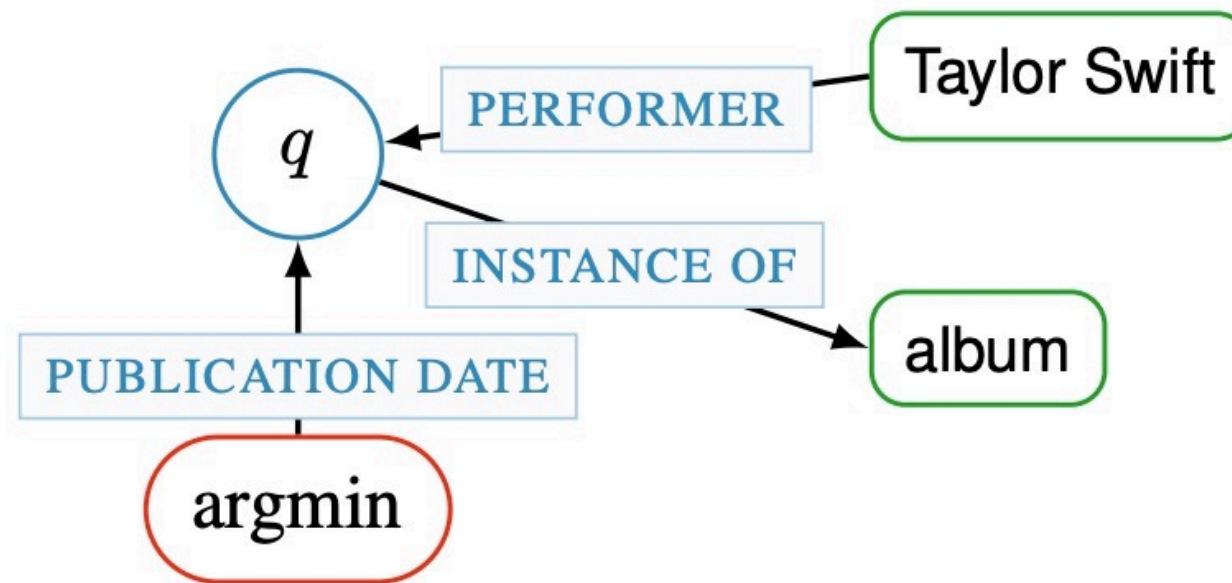 Taylor Swift
PERFORMER
q
INSTANCE OF
album
PUBLICATION DATE
argmin